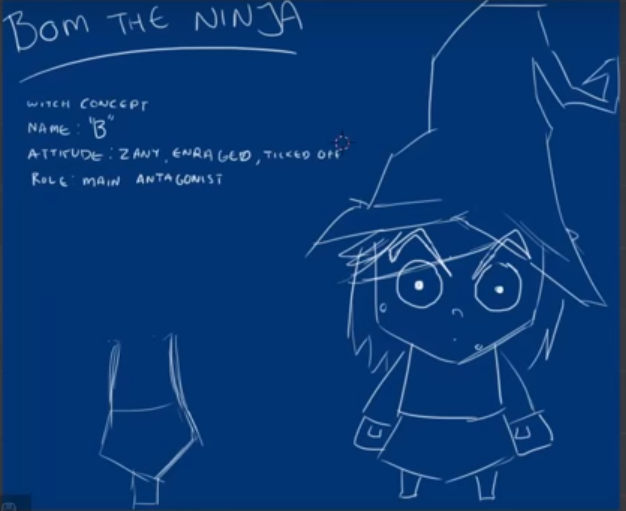 BOM THE NINJA
WITCH CONCEPT
NAME: "B"
ATTITUDE: ZANY, ENRAGED, TICKED OFF
ROLE: MAIN ANTAGONIST